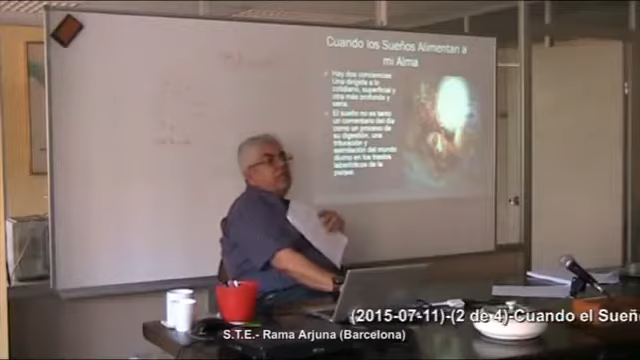 Cuando los Sueños Alimentan a
mi Alma
Hay dos conciencias
Una dirigida a lo
cotidiano, superficial y
otra más profunda y
seria.
El sueño no es tanto
un comentario del día
como un proceso de
su digestión, una
trituración y
asimilación del mundo
diurno en los
laberínticos de la
psique.
(2015-07-11)-(2 de 4)-Cuando el Sueñ
S.T.E.- Rama Arjuna (Barcelona)